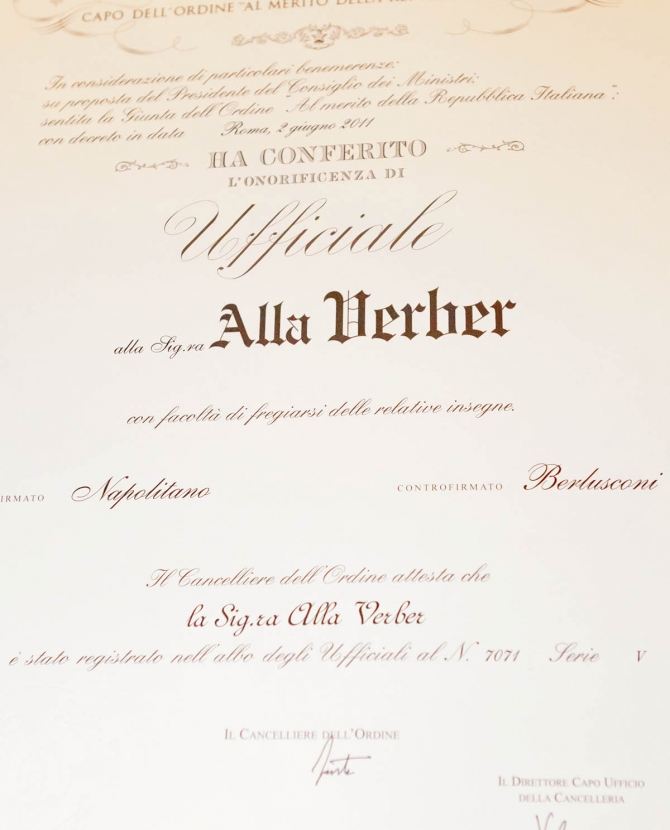 CAPO DELL'ORDINE "AL MERITO DELLA
In considerazione di particolari benemerenze;
su proposta del Presidente del Consiglio dei Ministri;
sentita la Giunta dell'Ordine "Al merito della Repubblica Italiana";
con decreto in data Roma, 2 giugno 2011
HA CONFERITO
L'ONORIFICENZA DI
Ufficiale
alla Sig.ra Alla Verber
con facoltà di fregiarsi delle relative insegne.
IRMATO Napolitano CONTROFIRMATO Berlusconi
Il Cancelliere dell'Ordine attesta che
la Sig.ra Alla Verber
è stato registrato nell'albo degli Ufficiali al N. 7071 Serie V
IL CANCELLIERE DELL'ORDINE
IL DIRETTORE CAPO UFFICIO
DELLA CANCELLERIA